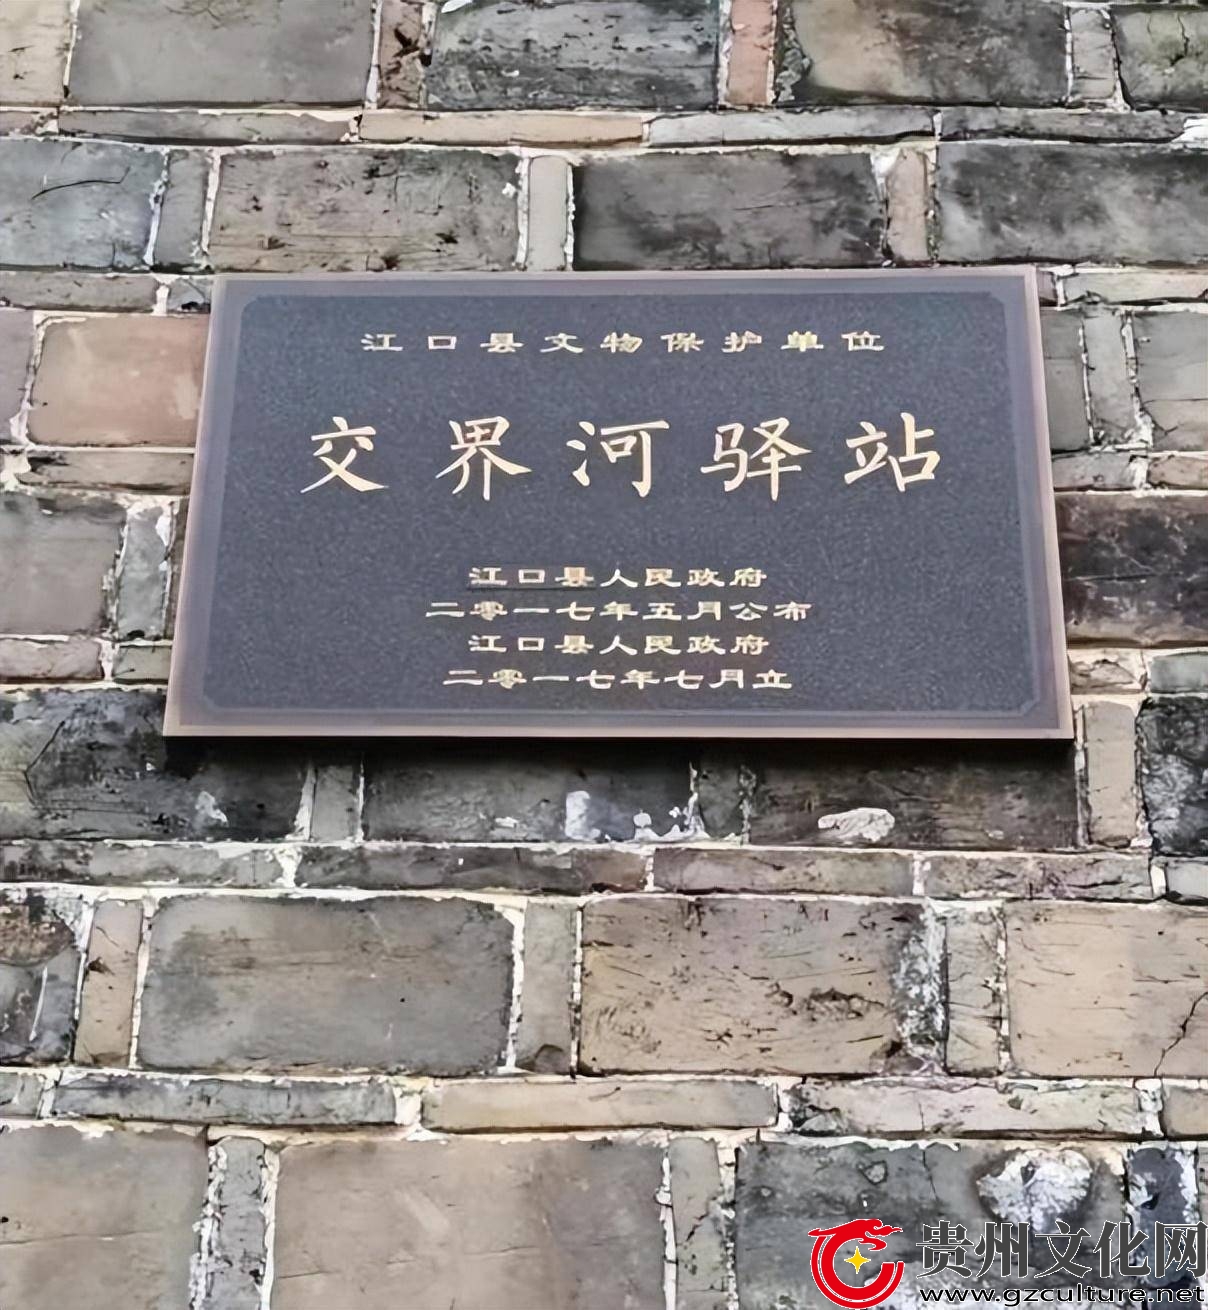 江口县文物保护单位
交界河驿站
江口县人民政府
二零一七年五月公布
江口县人民政府
二零一七年七月立
贵州文化网
www.gzculture.net